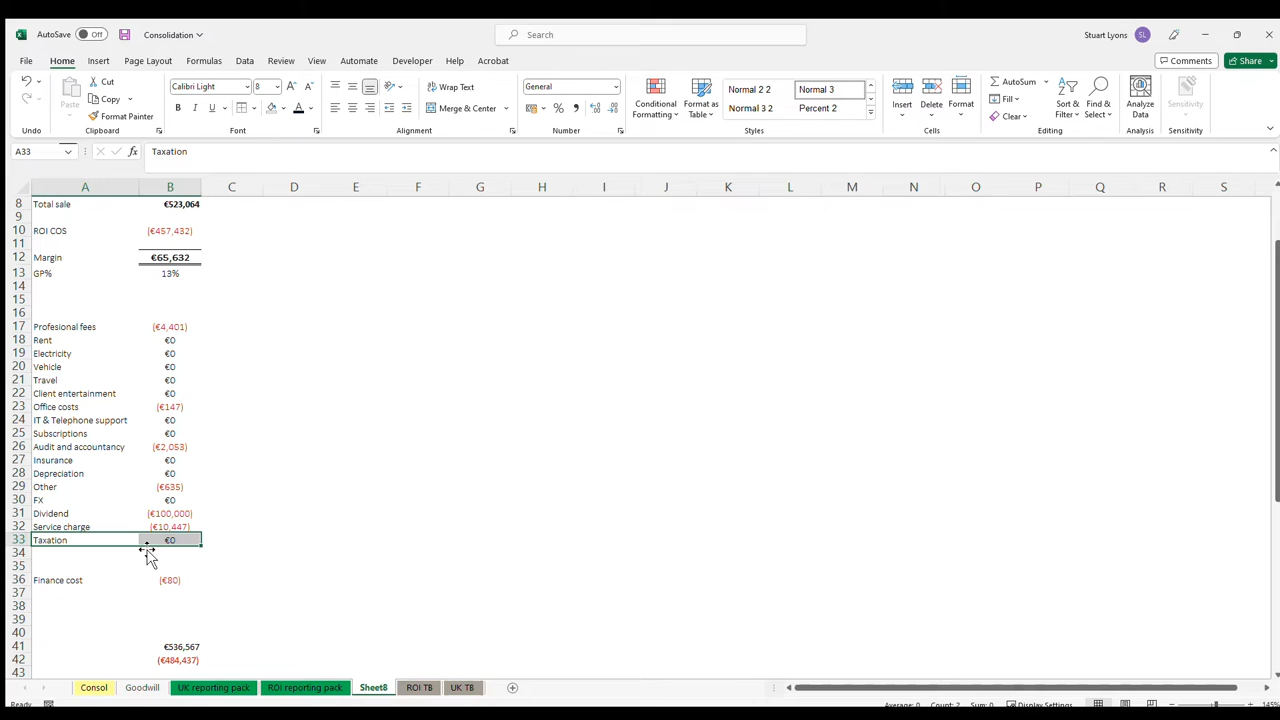 AutoSave Off Consolidation Search Stuart Lyons SL
File Home Insert Page Layout Formulas Data Review View Automate Developer Help Acrobat Comments Share
Undo
Paste Cut Copy Format Painter
Clipboard
Calibri Light 8 A A
B I U A
Font
Wrap Text
Merge & Center
Alignment
General
%
Number
Conditional Formatting
Format as Table
Normal 2 2 Normal 3
Normal 3 2 Percent 2
Styles
Insert Delete Format
Cells
AutoSum
Fill
Clear
Sort & Filter
Find & Select
Editing
Analyze Data
Analysis
Sensitivity
Sensitivity
A33 fx Taxation
A B C D E F G H I J K L M N O P Q R S
8 Total sale €523,064
9
10 ROI COS (€457,432)
11
12 Margin €65,632
13 GP% 13%
14
15
16
17 Profesional fees (€4,401)
18 Rent €0
19 Electricity €0
20 Vehicle €0
21 Travel €0
22 Client entertainment €0
23 Office costs (€147)
24 IT & Telephone support €0
25 Subscriptions €0
26 Audit and accountancy (€2,053)
27 Insurance €0
28 Depreciation €0
29 Other (€635)
30 FX €0
31 Dividend (€100,000)
32 Service charge (€10,447)
33 Taxation €0
34
35
36 Finance cost (€80)
37
38
39
40
41 €536,567
42 (€484,437)
43
Consol Goodwill UK reporting pack ROI reporting pack Sheet8 ROI TB UK TB
Average: 0 Count: 2 Sum: 0 Display Settings 145%